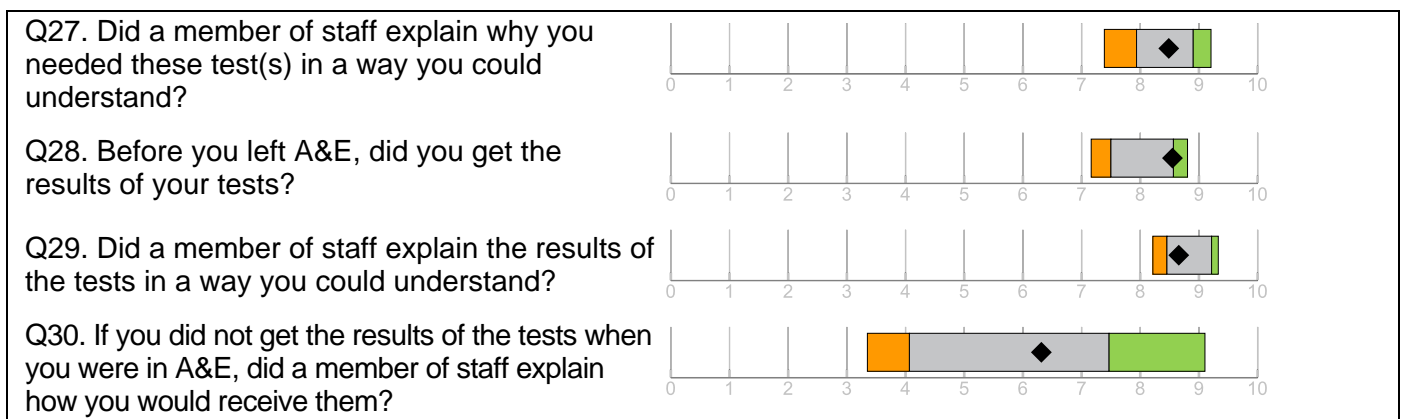 Q27. Did a member of staff explain why you
needed these test(s) in a way you could
understand?
0 1 2 3 4 5 6 7 8 9 10
Q28. Before you left A&E, did you get the
results of your tests?
0 1 2 3 4 5 6 7 8 9 10
Q29. Did a member of staff explain the results of
the tests in a way you could understand?
0 1 2 3 4 5 6 7 8 9 10
Q30. If you did not get the results of the tests when
you were in A&E, did a member of staff explain
how you would receive them?
0 1 2 3 4 5 6 7 8 9 10